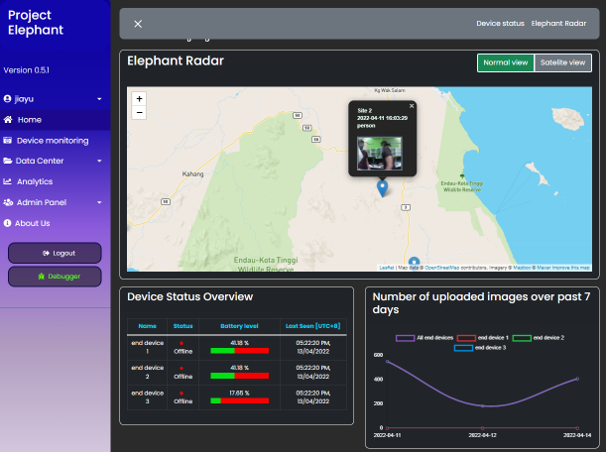 Project
Elephant
Version 0.5.1
jiayu
Home
Device monitoring
Data Center
Analytics
Admin Panel
About Us
Logout
Debugger
Device status Elephant Radar
Elephant Radar
Normal view Satelite view
+
−
Kg Wak Salam
Site 2
2022-04-11 16:03:29
person
Kahang
50
50
50
3
Endau-Kota Tinggi
Wildlife Reserve
Endau-Kota Tinggi
Wildlife Reserve
Leaflet | Map data © OpenStreetMap contributors, Imagery © Mapbox © Maxar Improve this map
Device Status Overview
Name Status Battery level Last Seen [UTC+8]
end device
1
Offline
41.18 %
05:22:20 PM,
13/04/2022
end device
2
Offline
41.18 %
05:22:20 PM,
13/04/2022
end device
3
Offline
17.65 %
05:22:20 PM,
13/04/2022
Number of uploaded images over past 7
days
All end devices end device 1 end device 2
end device 3
600
400
200
0
2022-04-11 2022-04-12 2022-04-14